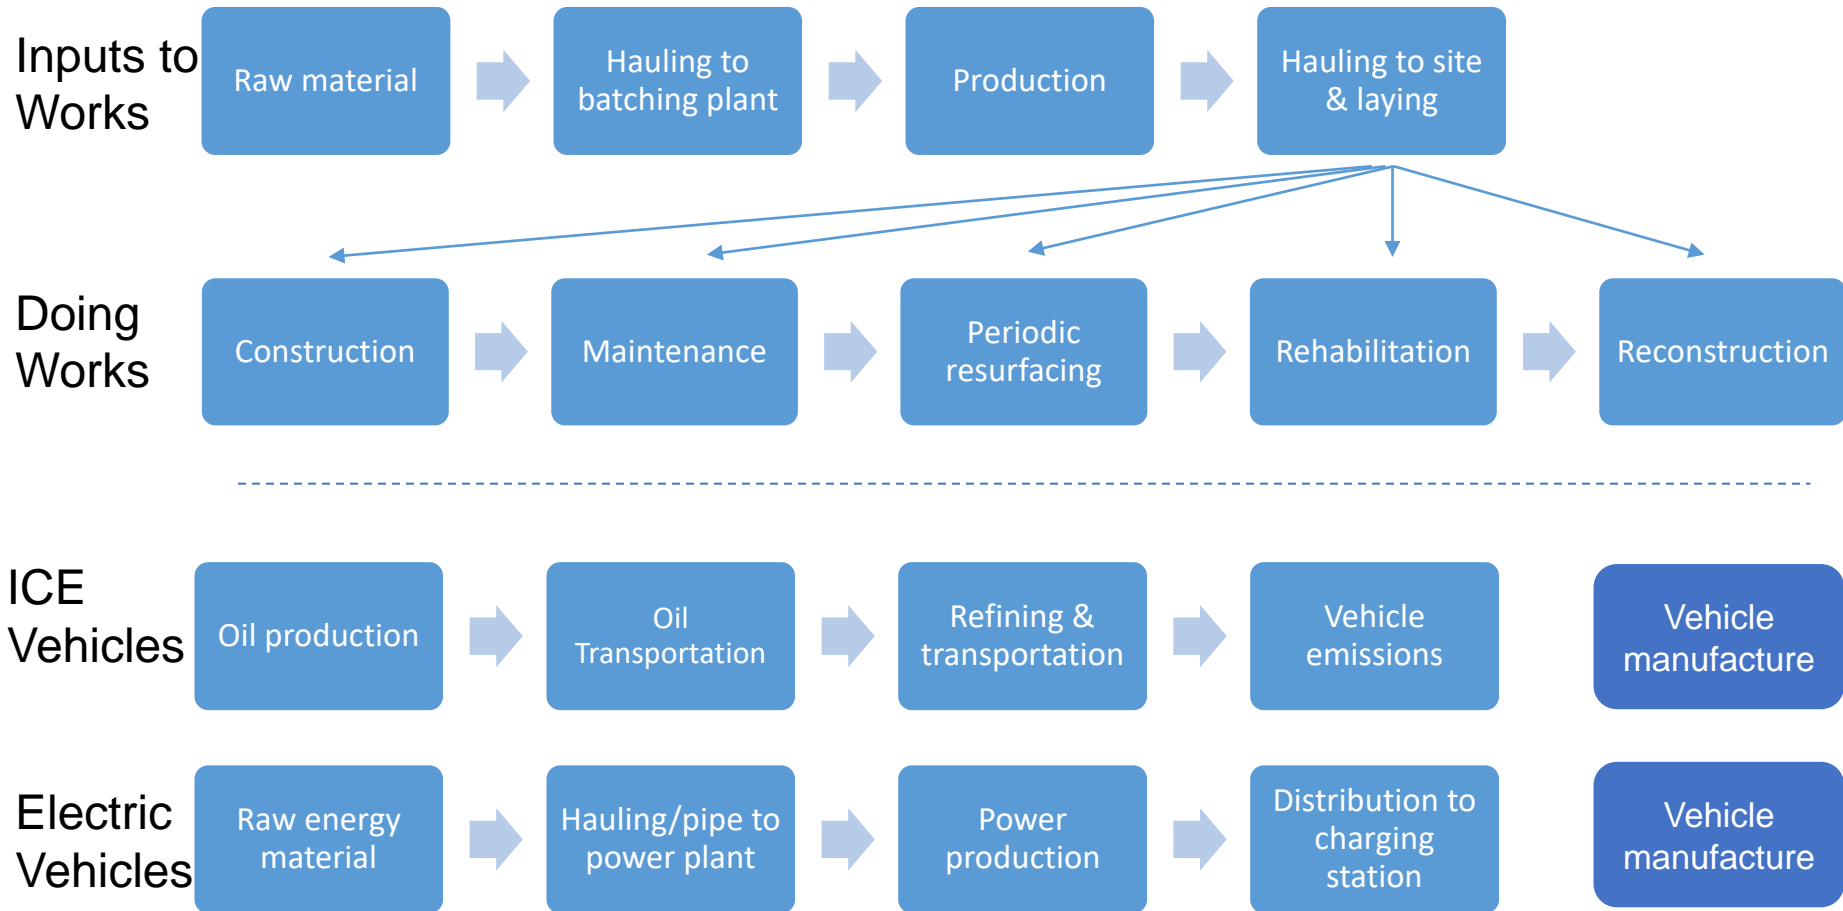 Inputs to
Works
Raw material
Hauling to
batching plant
Production
Hauling to site
& laying
Doing
Works
Construction
Maintenance
Periodic
resurfacing
Rehabilitation
Reconstruction
ICE
Vehicles
Oil production
Oil
Transportation
Refining &
transportation
Vehicle
emissions
Vehicle
manufacture
Electric
Vehicles
Raw energy
material
Hauling/pipe to
power plant
Power
production
Distribution to
charging
station
Vehicle
manufacture